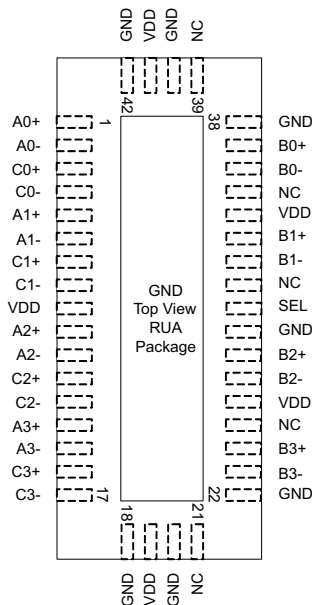 GND
VDD
GND
NC
42
39
A0+
1
38
GND
A0-
B0+
C0+
B0-
C0-
NC
A1+
VDD
A1-
B1+
C1+
B1-
C1-
NC
VDD
SEL
A2+
GND
A2-
B2+
C2+
B2-
C2-
VDD
A3+
NC
A3-
B3+
C3+
B3-
C3-
17
22
GND
GND
Top View
RUA
Package
18
21
GND
VDD
GND
NC